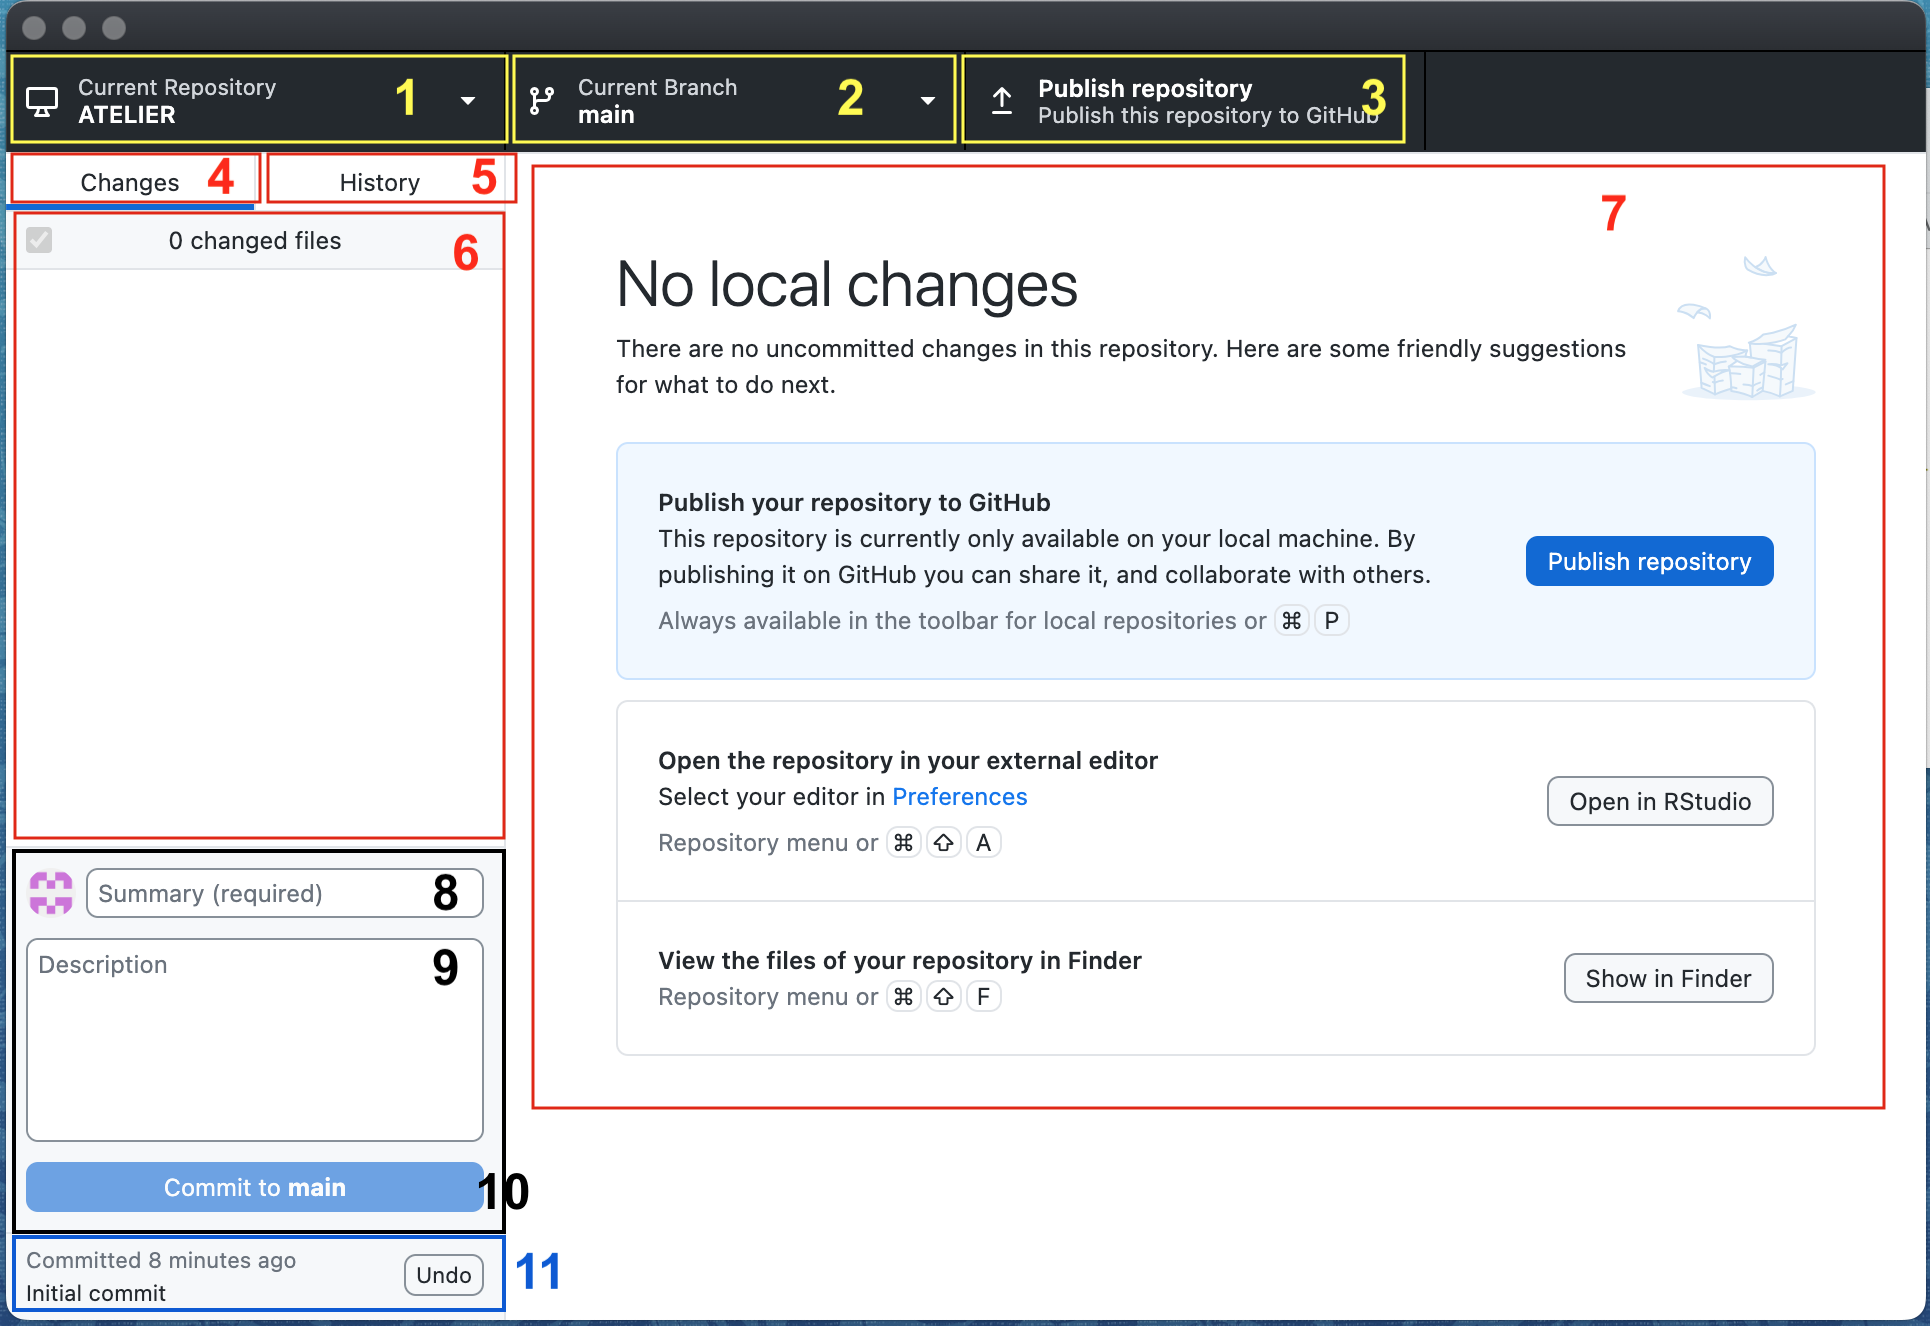 Current Repository
ATELIER
1
Current Branch
main
2
Publish repository
Publish this repository to GitHub
3
Changes 4
History 5
0 changed files
6
7
No local changes
There are no uncommitted changes in this repository. Here are some friendly suggestions
for what to do next.
Publish your repository to GitHub
This repository is currently only available on your local machine. By
publishing it on GitHub you can share it, and collaborate with others.
Always available in the toolbar for local repositories or ⌘ P
Publish repository
Open the repository in your external editor
Select your editor in Preferences
Repository menu or ⌘ ⇧ A
Open in RStudio
View the files of your repository in Finder
Repository menu or ⌘ ⇧ F
Show in Finder
Summary (required) 8
Description 9
Commit to main 10
Committed 8 minutes ago
Initial commit
Undo
11